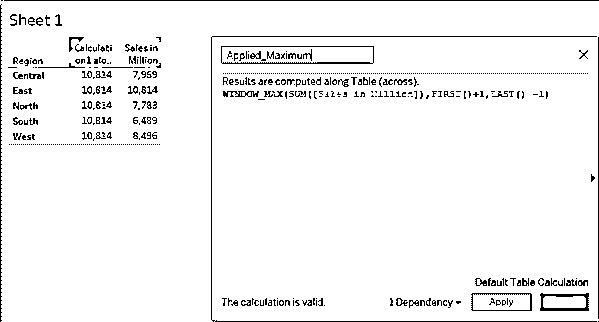 Sheet 1
Calculati Sales in
Region on1 alo.. Million
Central 10,814 7,969
East 10,814 10,814
North 10,814 7,783
South 10,814 6,489
West 10,814 8,496
Applied_Maximum
Results are computed along Table (across).
WINDOW_MAX(SUM([Sales in Million]),FIRST()+1,LAST() -1)
Default Table Calculation
The calculation is valid. 1 Dependency Apply